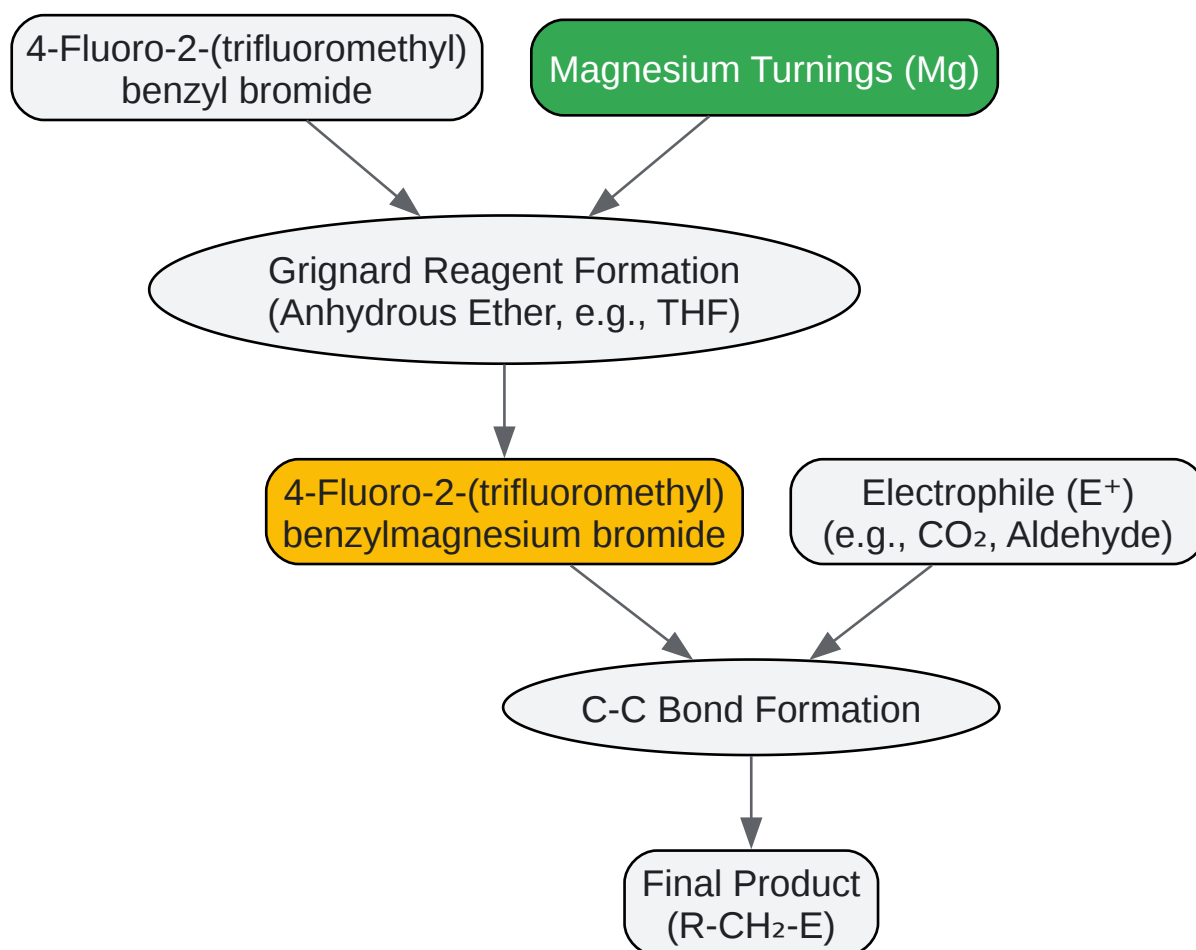 4-Fluoro-2-(trifluoromethyl)
benzyl bromide
Magnesium Turnings (Mg)
Grignard Reagent Formation
(Anhydrous Ether, e.g., THF)
4-Fluoro-2-(trifluoromethyl)
benzylmagnesium bromide
Electrophile (E⁺)
(e.g., CO₂, Aldehyde)
C-C Bond Formation
Final Product
(R-CH₂-E)